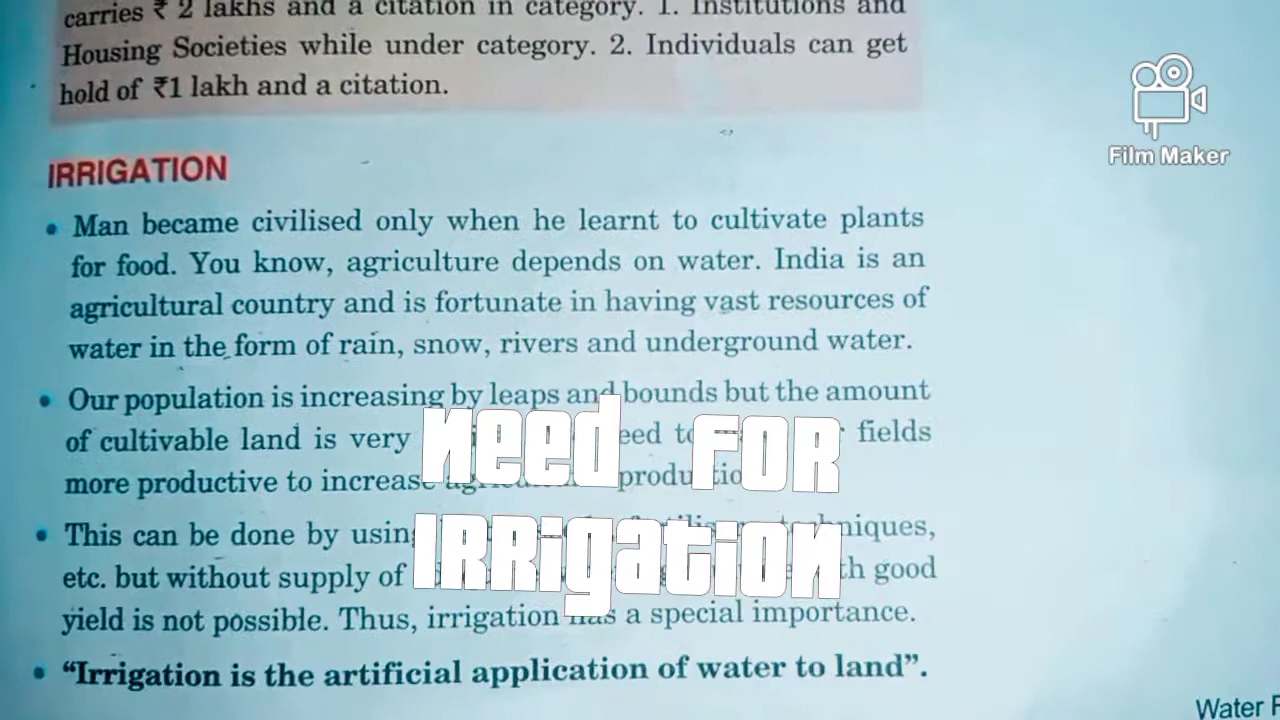 carries ₹ 2 lakhs and a citation in category. 1. Institutions and
Housing Societies while under category. 2. Individuals can get
hold of ₹1 lakh and a citation.
Film Maker
IRRIGATION
• Man became civilised only when he learnt to cultivate plants
for food. You know, agriculture depends on water. India is an
agricultural country and is fortunate in having vast resources of
water in the form of rain, snow, rivers and underground water.
• Our population is increasing by leaps and bounds but the amount
of cultivable land is very fields
more productive to increase
• This can be done by using techniques,
etc. but without supply of good
yield is not possible. Thus, irrigation has a special importance.
• “Irrigation is the artificial application of water to land”.
Need FOR
IRRigation
Water